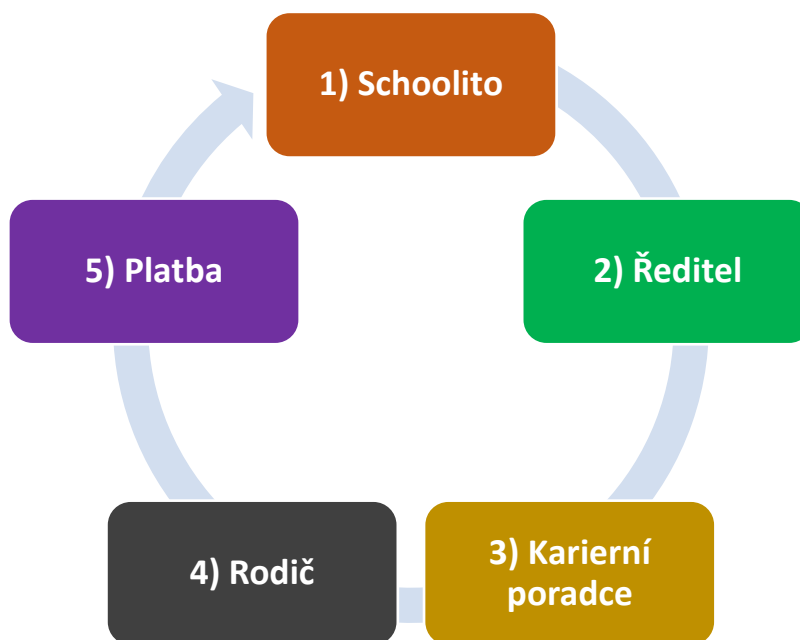 1) Schoolito
2) Ředitel
3) Karierní
poradce
4) Rodič
5) Platba